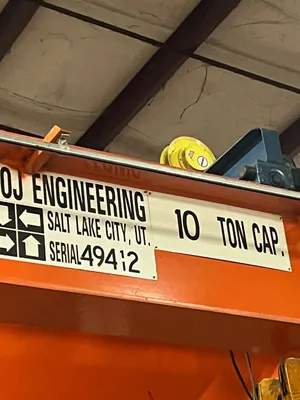 OJ ENGINEERING
SALT LAKE CITY, UT.
SERIAL 49412
10 TON CAP.